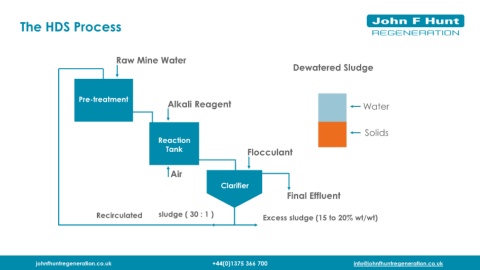 The HDS Process
John F Hunt
REGENERATION
Raw Mine Water
Dewatered Sludge
Pre-treatment
Alkali Reagent
Water
Reaction
Tank
Solids
Flocculant
Air
Clarifier
Final Effluent
Recirculated sludge ( 30 : 1 )
Excess sludge (15 to 20% wt/wt)
johnfhuntregeneration.co.uk
+44(0)1375 366 700
info@johnfhuntregeneration.co.uk